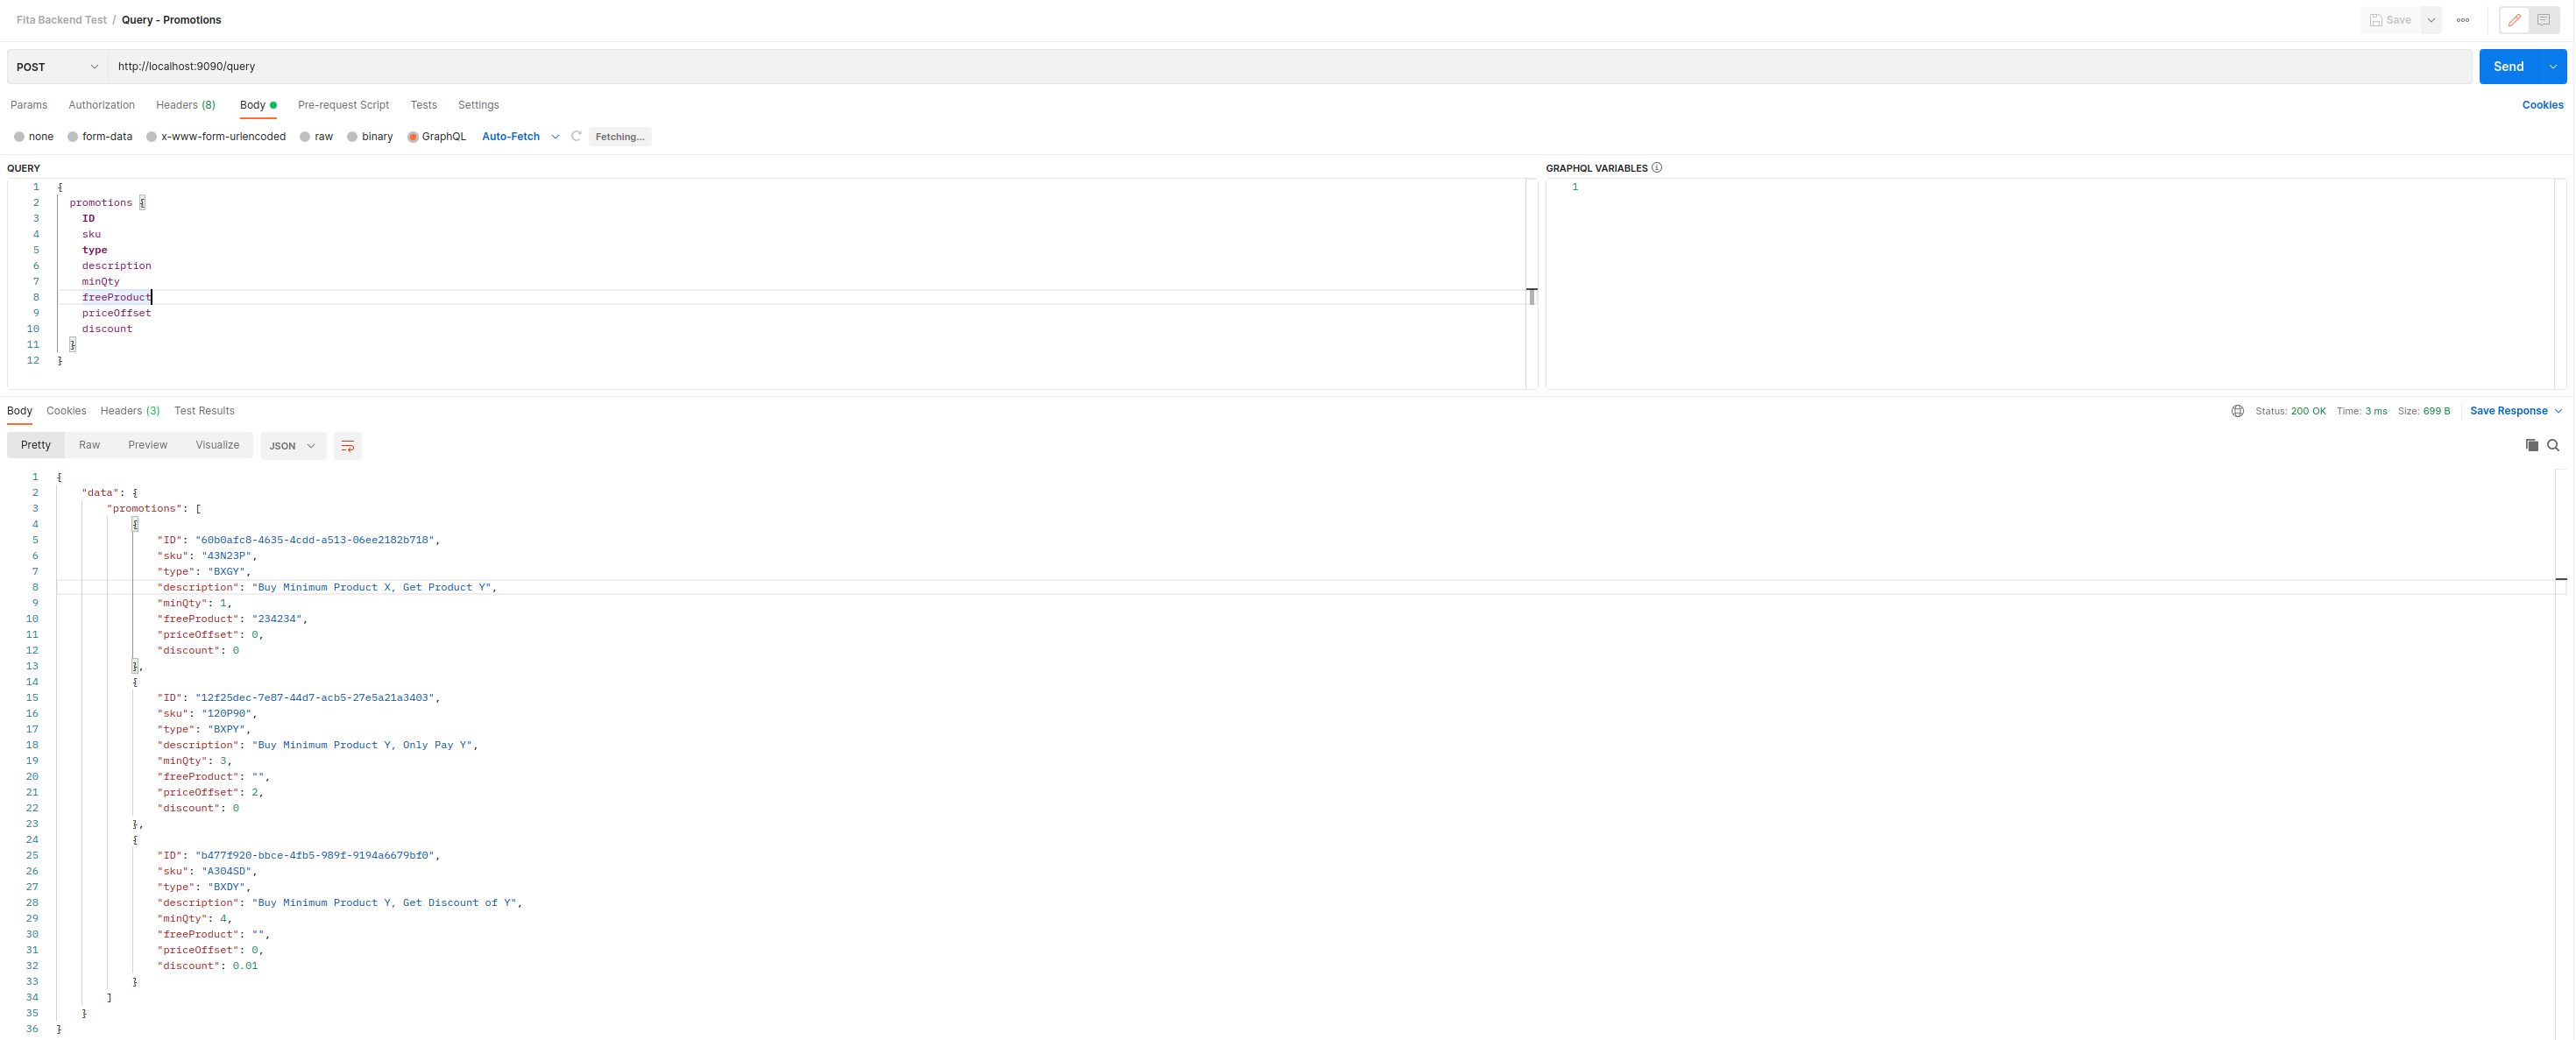 Fita Backend Test / Query - Promotions
Save
POST http://localhost:9090/query Send
Params Authorization Headers (8) Body Pre-request Script Tests Settings Cookies
none form-data x-www-form-urlencoded raw binary GraphQL Auto-Fetch Fetching...
QUERY
1 {
2 promotions {
3 ID
4 sku
5 type
6 description
7 minQty
8 freeProduct
9 priceOffset
10 discount
11 }
12 }
GRAPHQL VARIABLES
1
Body Cookies Headers (3) Test Results Status: 200 OK Time: 3 ms Size: 699 B Save Response
Pretty Raw Preview Visualize JSON
1 {
2 "data": {
3 "promotions": [
4 {
5 "ID": "60b0afc8-4635-4cdd-a513-06ee2182b718",
6 "sku": "43N23P",
7 "type": "BXGY",
8 "description": "Buy Minimum Product X, Get Product Y",
9 "minQty": 1,
10 "freeProduct": "234234",
11 "priceOffset": 0,
12 "discount": 0
13 },
14 {
15 "ID": "12f25dec-7e87-44d7-acb5-27e5a21a3403",
16 "sku": "120P90",
17 "type": "BXPY",
18 "description": "Buy Minimum Product Y, Only Pay Y",
19 "minQty": 3,
20 "freeProduct": "",
21 "priceOffset": 2,
22 "discount": 0
23 },
24 {
25 "ID": "b477f920-bbce-4fb5-989f-9194a6679bf0",
26 "sku": "A304SD",
27 "type": "BXDY",
28 "description": "Buy Minimum Product Y, Get Discount of Y",
29 "minQty": 4,
30 "freeProduct": "",
31 "priceOffset": 0,
32 "discount": 0.01
33 }
34 ]
35 }
36 }